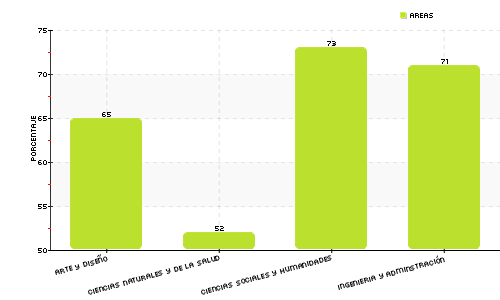 AREAS
75
70
65
60
55
50
PORCENTAJE
65
52
73
71
ARTE Y DISEÑO
CIENCIAS NATURALES Y DE LA SALUD
CIENCIAS SOCIALES Y HUMANIDADES
INGENIERIA Y ADMINSTRACIÓN